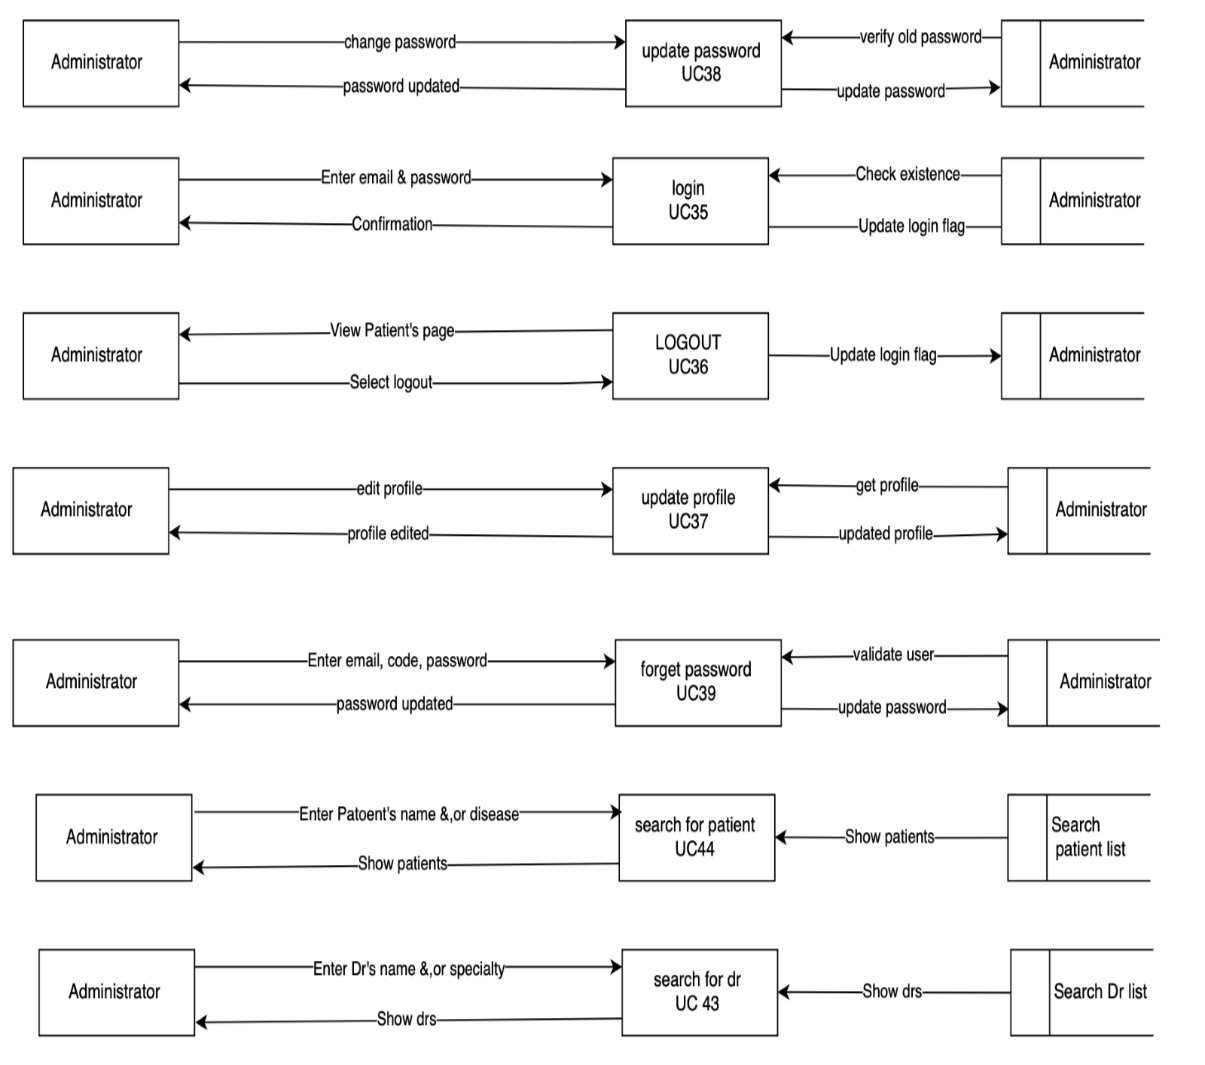 change password
verify old password
Administrator
update password
UC38
Administrator
password updated
update password
Enter email & password
Check existence
Administrator
login
UC35
Administrator
Confirmation
Update login flag
View Patient's page
Administrator
LOGOUT
UC36
Update login flag
Administrator
Select logout
edit profile
get profile
Administrator
update profile
UC37
Administrator
profile edited
updated profile
Enter email, code, password
validate user
Administrator
forget password
UC39
Administrator
password updated
update password
Enter Patoent's name &,or disease
Administrator
search for patient
UC44
Show patients
Search
patient list
Show patients
Enter Dr's name &,or specialty
Administrator
search for dr
UC 43
Show drs
Search Dr list
Show drs